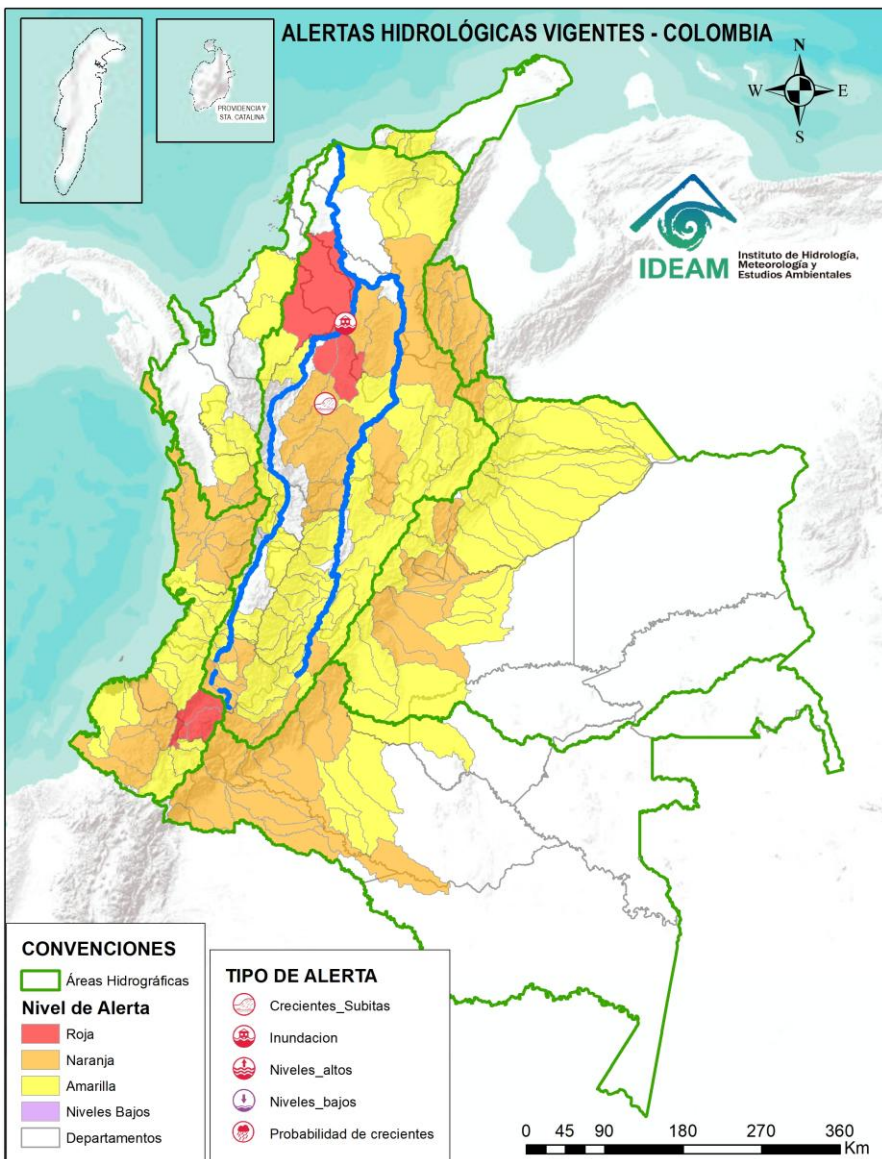 ALERTAS HIDROLÓGICAS VIGENTES - COLOMBIA
PROVIDENCIA Y
STA. CATALINA
N
W E
S
IDEAM
Instituto de Hidrología,
Meteorología y
Estudios Ambientales
CONVENCIONES
Áreas Hidrográficas
Nivel de Alerta
Roja
Naranja
Amarilla
Niveles Bajos
Departamentos
TIPO DE ALERTA
Crecientes_Subitas
Inundacion
Niveles_altos
Niveles_bajos
Probabilidad de crecientes
0 45 90 180 270 360
Km